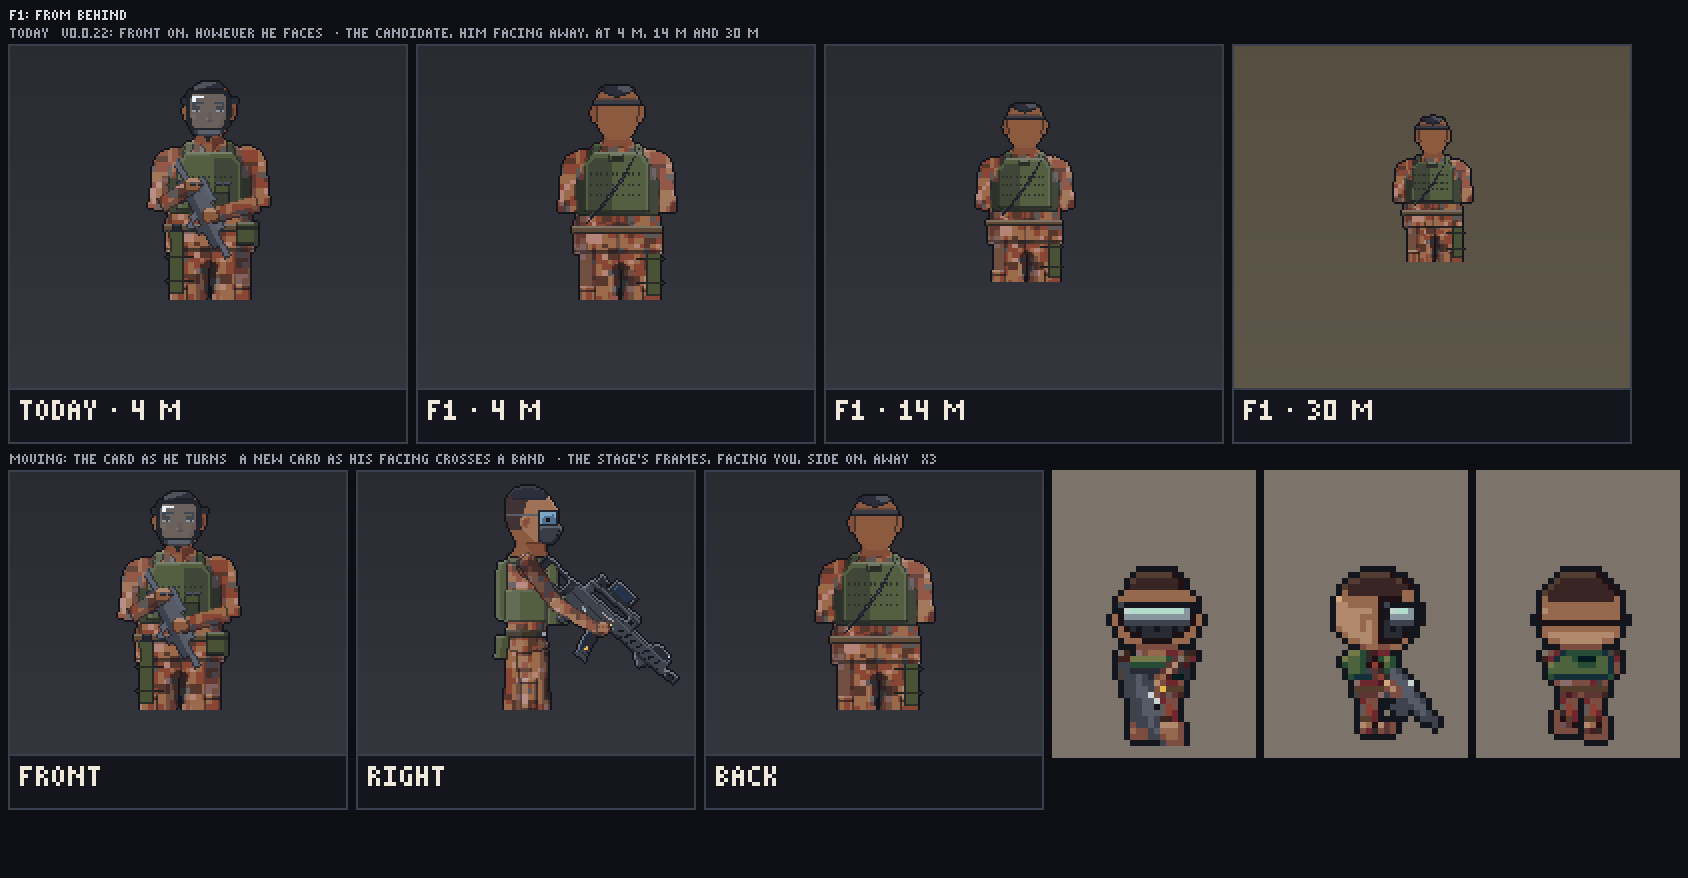 F1: FROM BEHIND
TODAY  V0.0.22: FRONT ON, HOWEVER HE FACES  · THE CANDIDATE, HIM FACING AWAY, AT 4 M, 14 M AND 30 M
TODAY · 4 M
F1 · 4 M
F1 · 14 M
F1 · 30 M
MOVING: THE CARD AS HE TURNS  A NEW CARD AS HIS FACING CROSSES A BAND  · THE STAGE'S FRAMES, FACING YOU, SIDE ON, AWAY  X3
FRONT
RIGHT
BACK